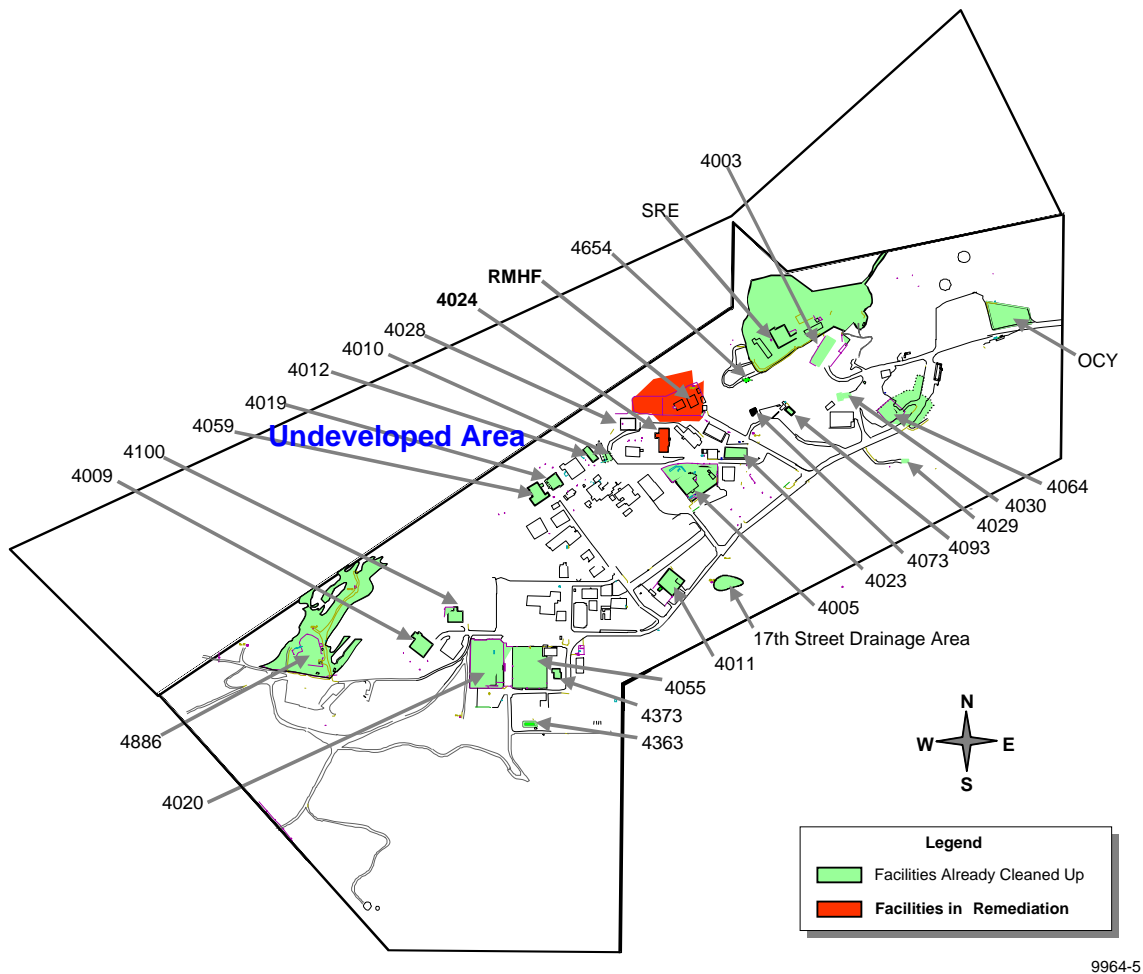 4003
SRE
4654
RMHF
4024
4028
4010
4012
4019
4059
Undeveloped Area
4100
4009
OCY
4064
4030
4029
4093
4073
4023
4005
17th Street Drainage Area
4011
4055
4373
4363
4886
4020
N
W E
S
Legend
Facilities Already Cleaned Up
Facilities in Remediation
9964-5